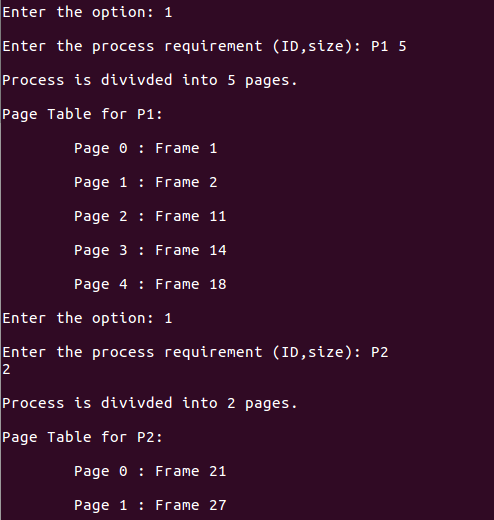 Enter the option: 1
Enter the process requirement (ID,size): P1 5
Process is divivded into 5 pages.
Page Table for P1:
Page 0 : Frame 1
Page 1 : Frame 2
Page 2 : Frame 11
Page 3 : Frame 14
Page 4 : Frame 18
Enter the option: 1
Enter the process requirement (ID,size): P2
2
Process is divivded into 2 pages.
Page Table for P2:
Page 0 : Frame 21
Page 1 : Frame 27